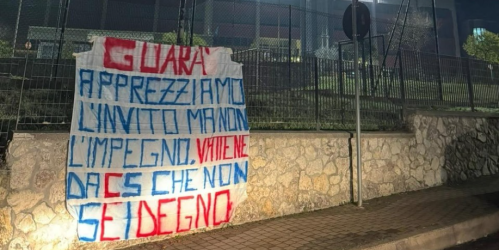 GUARA'
APPREZZIAMO
L'INVITO MA NON
L'IMPEGNO, VATTENE
DA CS CHE NON
SEI DEGNO.